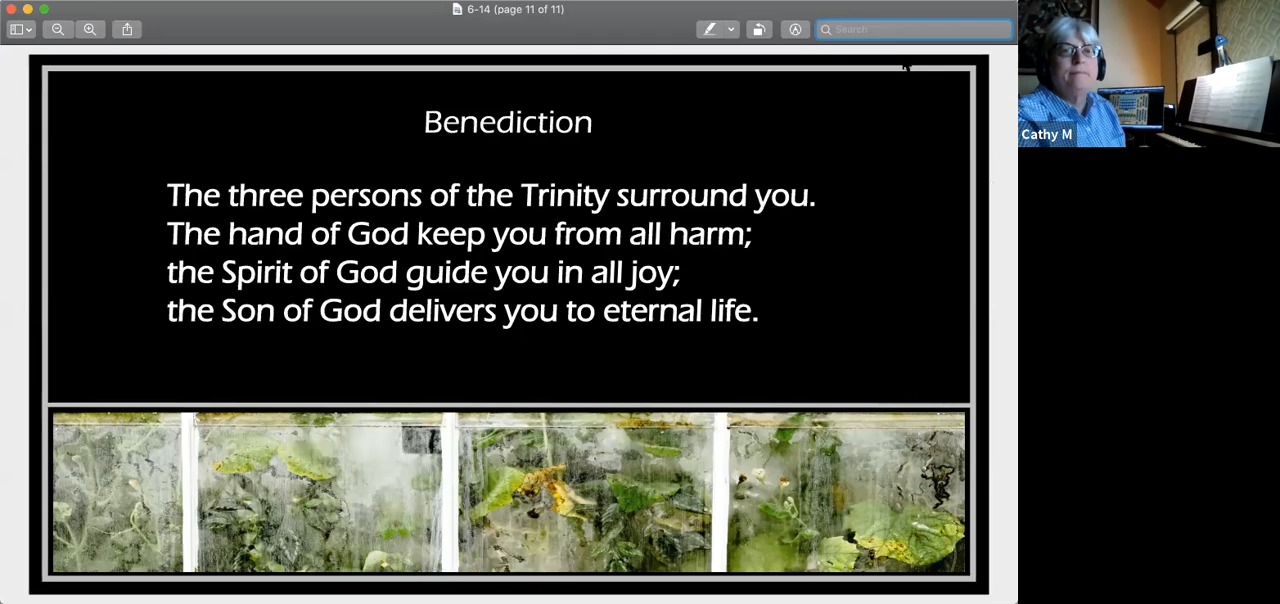 6-14 (page 11 of 11)
Search
Benediction
The three persons of the Trinity surround you.
The hand of God keep you from all harm;
the Spirit of God guide you in all joy;
the Son of God delivers you to eternal life.
Cathy M